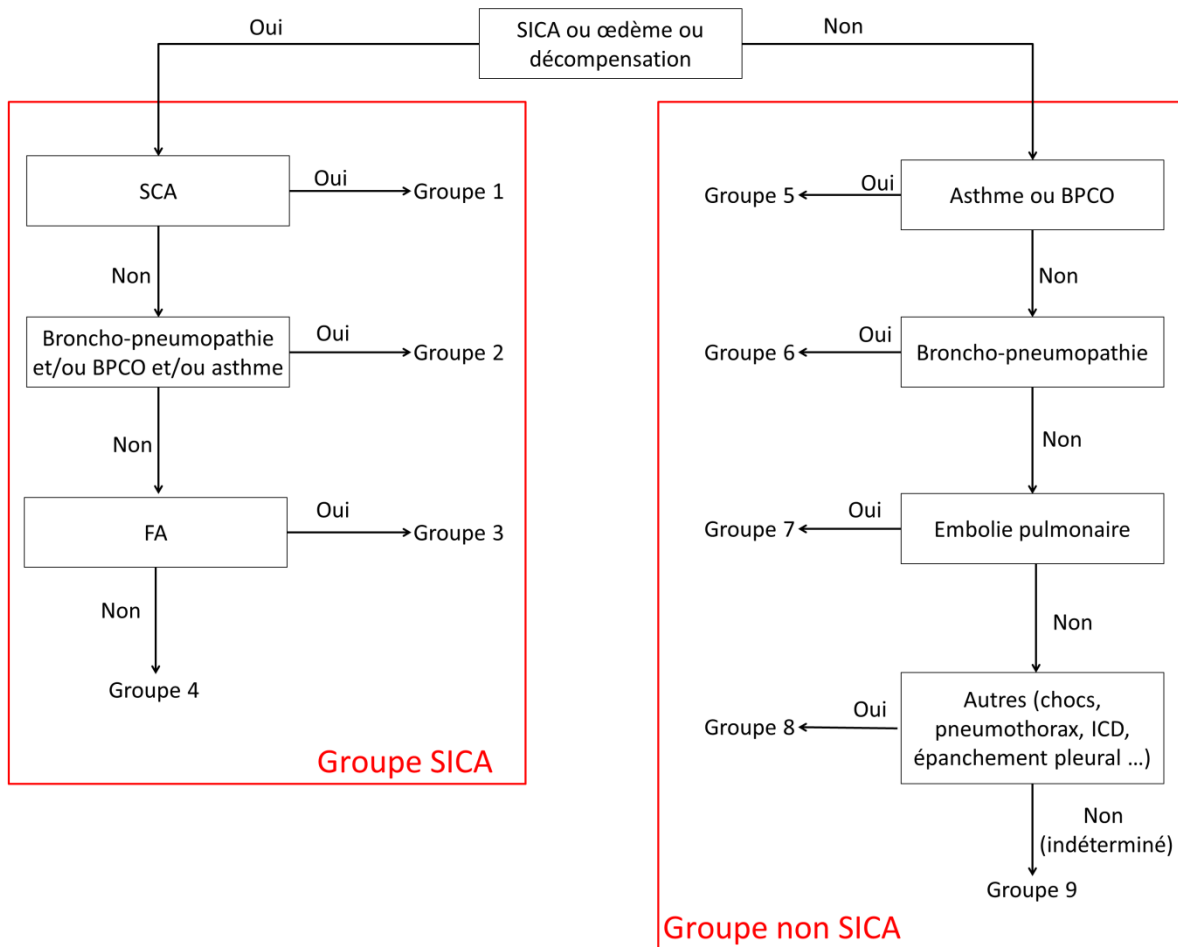 Oui
SICA ou œdème ou
décompensation
Non
SCA
Oui
Groupe 1
Non
Broncho-pneumopathie
et/ou BPCO et/ou asthme
Oui
Groupe 2
Non
FA
Oui
Groupe 3
Non
Groupe 4
Groupe SICA
Groupe 5
Oui
Asthme ou BPCO
Non
Groupe 6
Oui
Broncho-pneumopathie
Non
Groupe 7
Oui
Embolie pulmonaire
Non
Groupe 8
Oui
Autres (chocs,
pneumothorax, ICD,
épanchement pleural ...)
Non
(indéterminé)
Groupe 9
Groupe non SICA